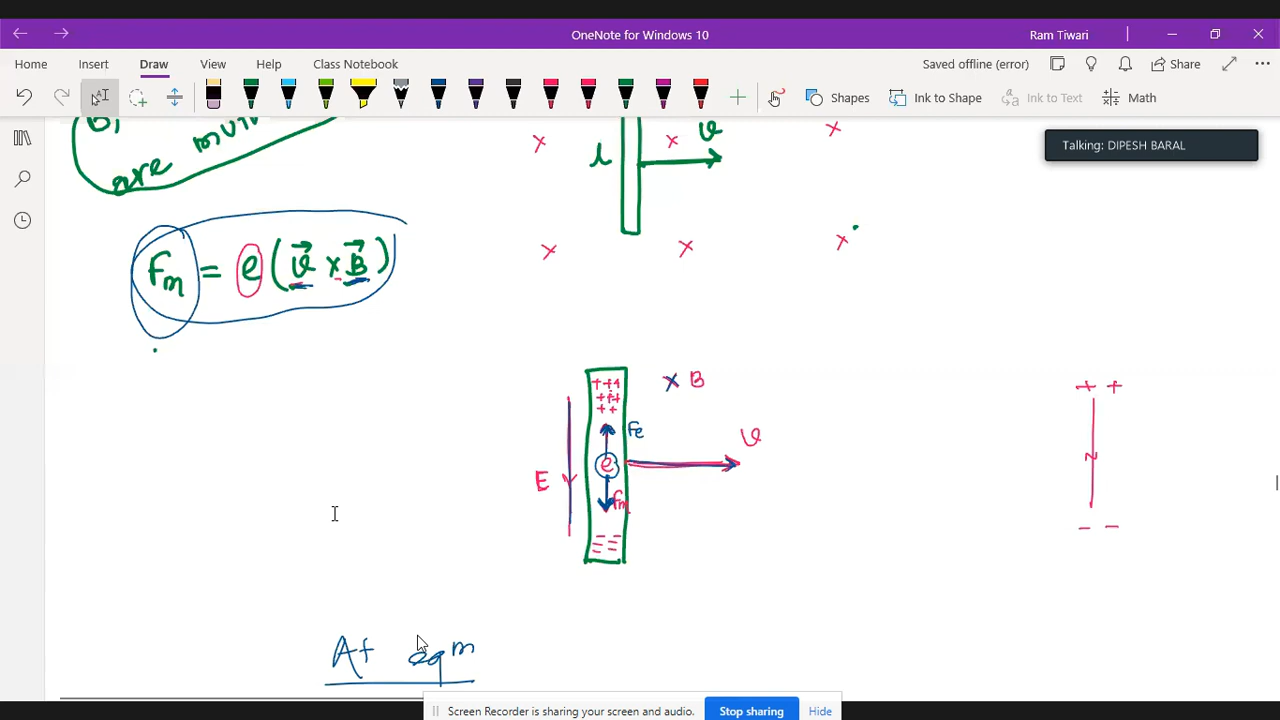 OneNote for Windows 10
Ram Tiwari
Home Insert Draw View Help Class Notebook
Saved offline (error)
Share
Shapes
Ink to Shape
Ink to Text
Math
Talking: DIPESH BARAL
B,
are
l
v
x x x
x x x
Fm = e (v⃗ x B⃗)
+ + +
+ + +
+ +
x B
Fe
e
v
E
Fm
+ +
- -
At eqm
Screen Recorder is sharing your screen and audio.
Stop sharing
Hide